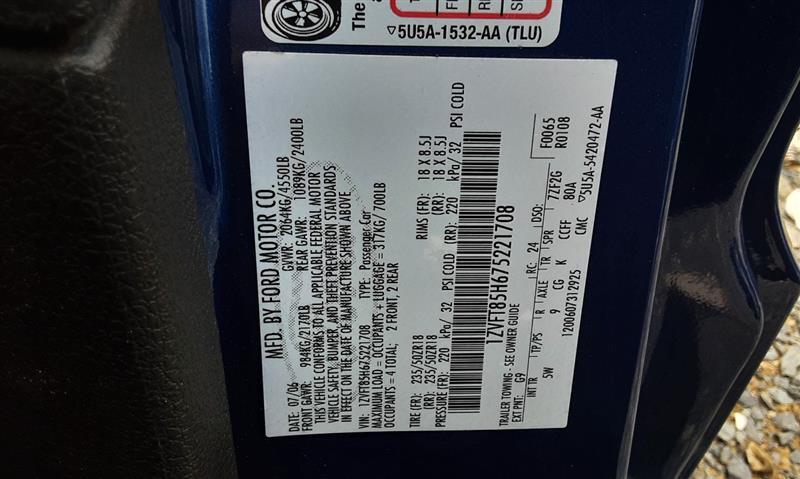 The
5U5A-1532-AA (TLU)
MFD. BY FORD MOTOR CO.
07/06 GVWR: 2064KG/4550LB
FRONT GAWR: 984KG/2170LB REAR GAWR: 1089KG/2400LB
THIS VEHICLE CONFORMS TO ALL APPLICABLE FEDERAL MOTOR
VEHICLE SAFETY, BUMPER, AND THEFT PREVENTION STANDARDS
IN EFFECT ON THE DATE OF MANUFACTURE SHOWN ABOVE
VIN: 1ZVFT85H675221708 TYPE: Passenger Car
MAXIMUM LOAD = OCCUPANTS + LUGGAGE = 317KG/700LB
OCCUPANTS = 4 TOTAL; 2 FRONT, 2 REAR
TIRE (FR): 235/50ZR18 RIMS (FR): 18 X 8.5J
(RR): 235/50ZR18 (RR): 18 X 8.5J
PRESSURE (FR): 220 kPa/ 32 PSI COLD (RR): 220 kPa/ 32 PSI COLD
1ZVFT85H675221708
TRAILER TOWING - SEE OWNER GUIDE
EXT PNT: G9 RC: 24 DSO: F0065
R0108
INT TR TP/PS R AXLE TR SPR 7ZF2G
5W 9 CG K CCFF 80A
1200607312925 CMC 5U5A-5420472-AA